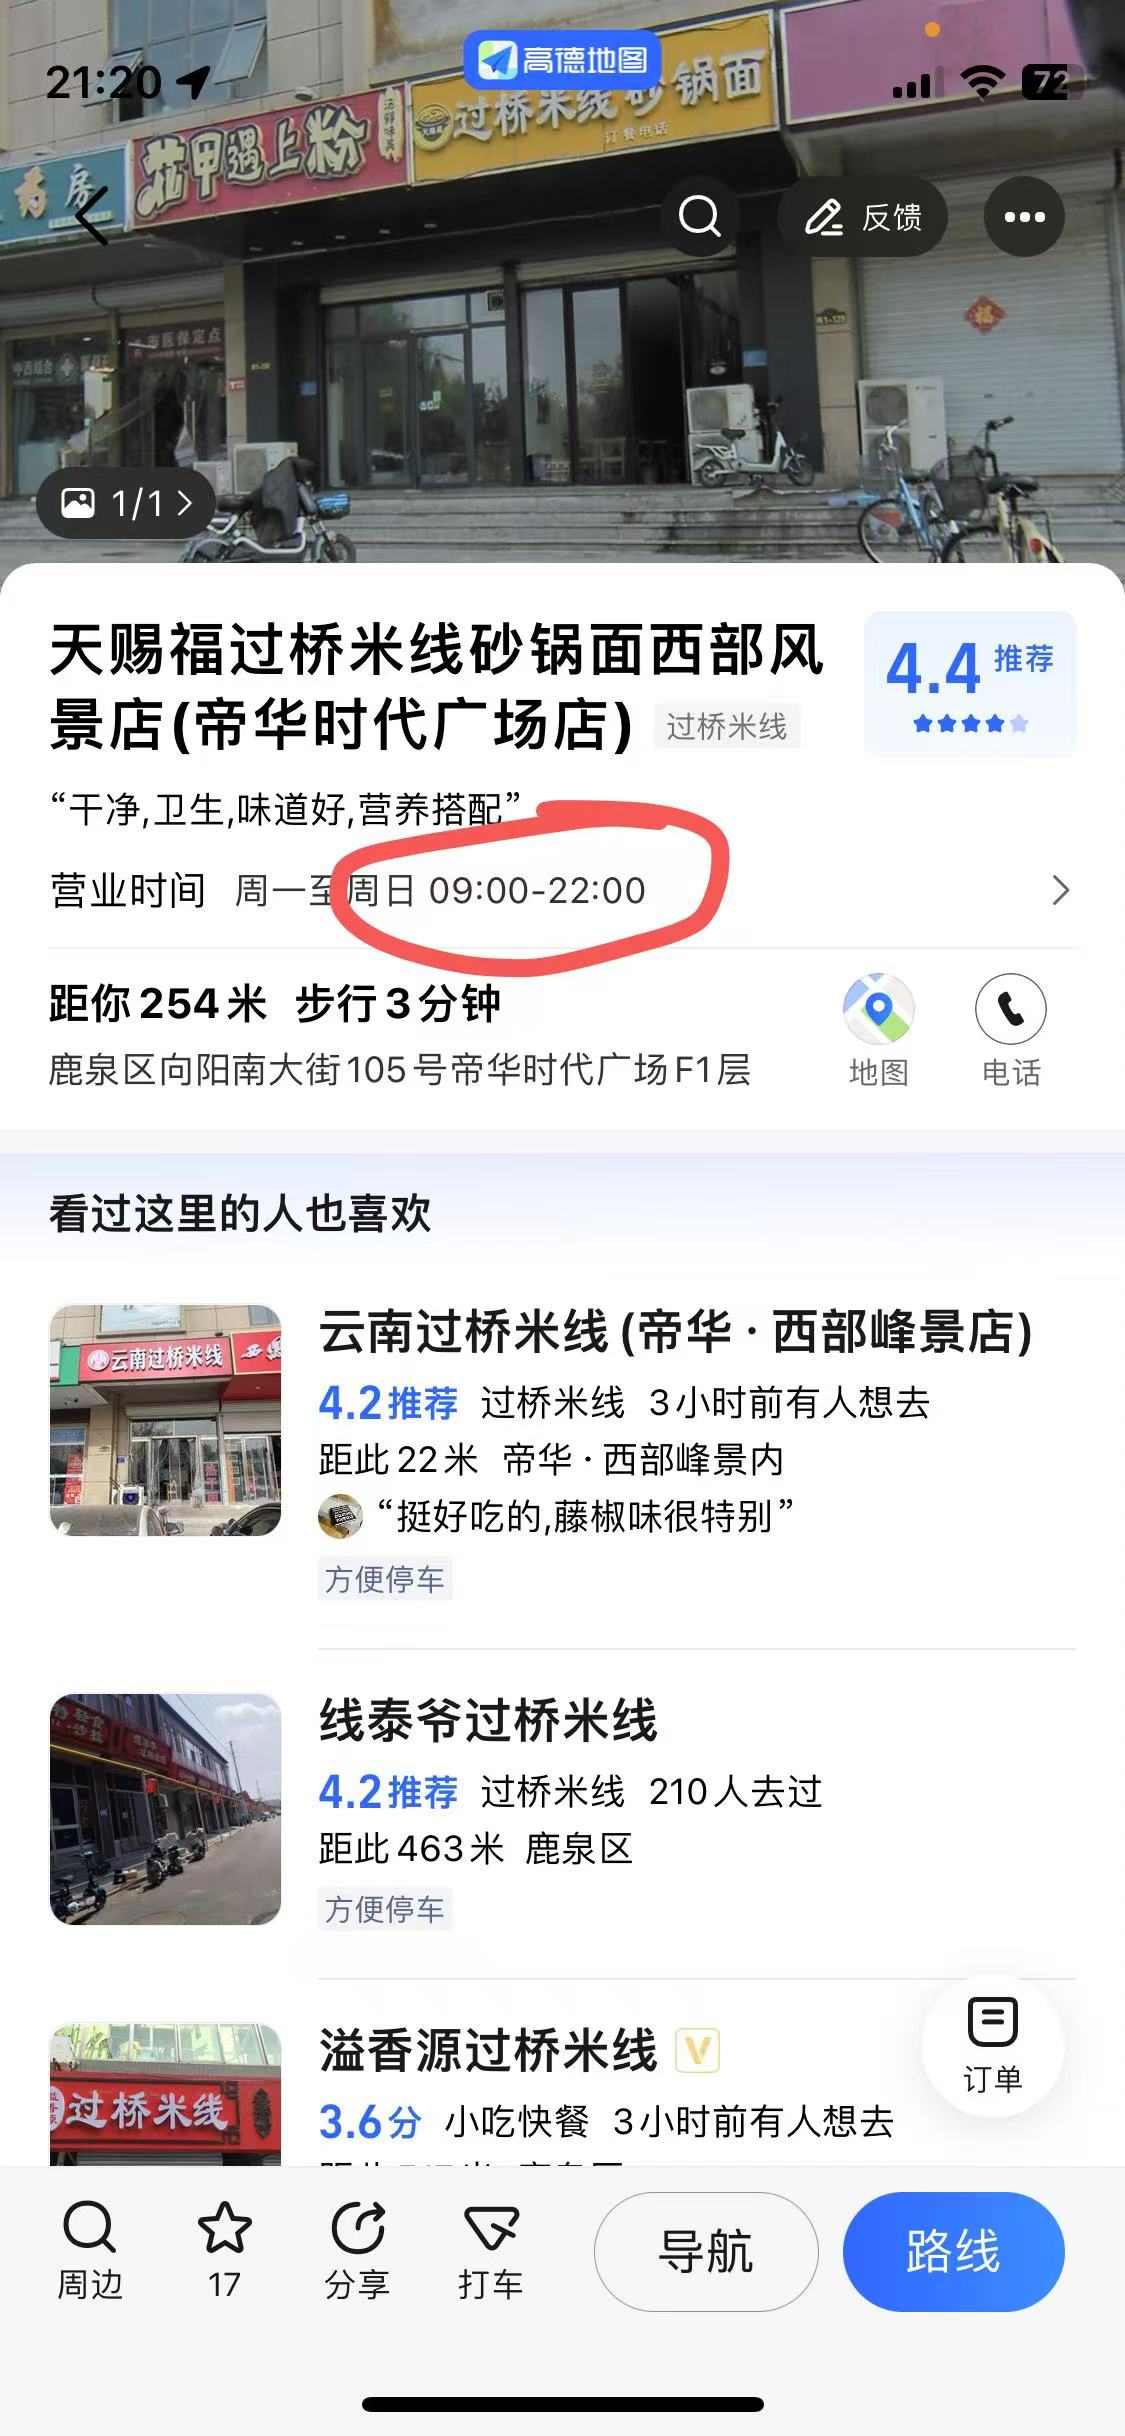 21:20
高德地图
72
药房
花甲遇上粉
过桥米线砂锅面
订餐电话
反馈
市医保定点
中西结合
福
1/1
天赐福过桥米线砂锅面西部风
景店(帝华时代广场店)
过桥米线
4.4 推荐
“干净,卫生,味道好,营养搭配”
营业时间 周一至周日 09:00-22:00
距你254米 步行3分钟
鹿泉区向阳南大街105号帝华时代广场F1层
地图
电话
看过这里的人也喜欢
云南过桥米线
云南过桥米线(帝华·西部峰景店)
4.2推荐 过桥米线 3小时前有人想去
距此22米 帝华·西部峰景内
“挺好吃的,藤椒味很特别”
方便停车
线泰爷过桥米线
4.2推荐 过桥米线 210人去过
距此463米 鹿泉区
方便停车
过桥米线
溢香源过桥米线 V
3.6分 小吃快餐 3小时前有人想去
订单
周边
17
分享
打车
导航
路线